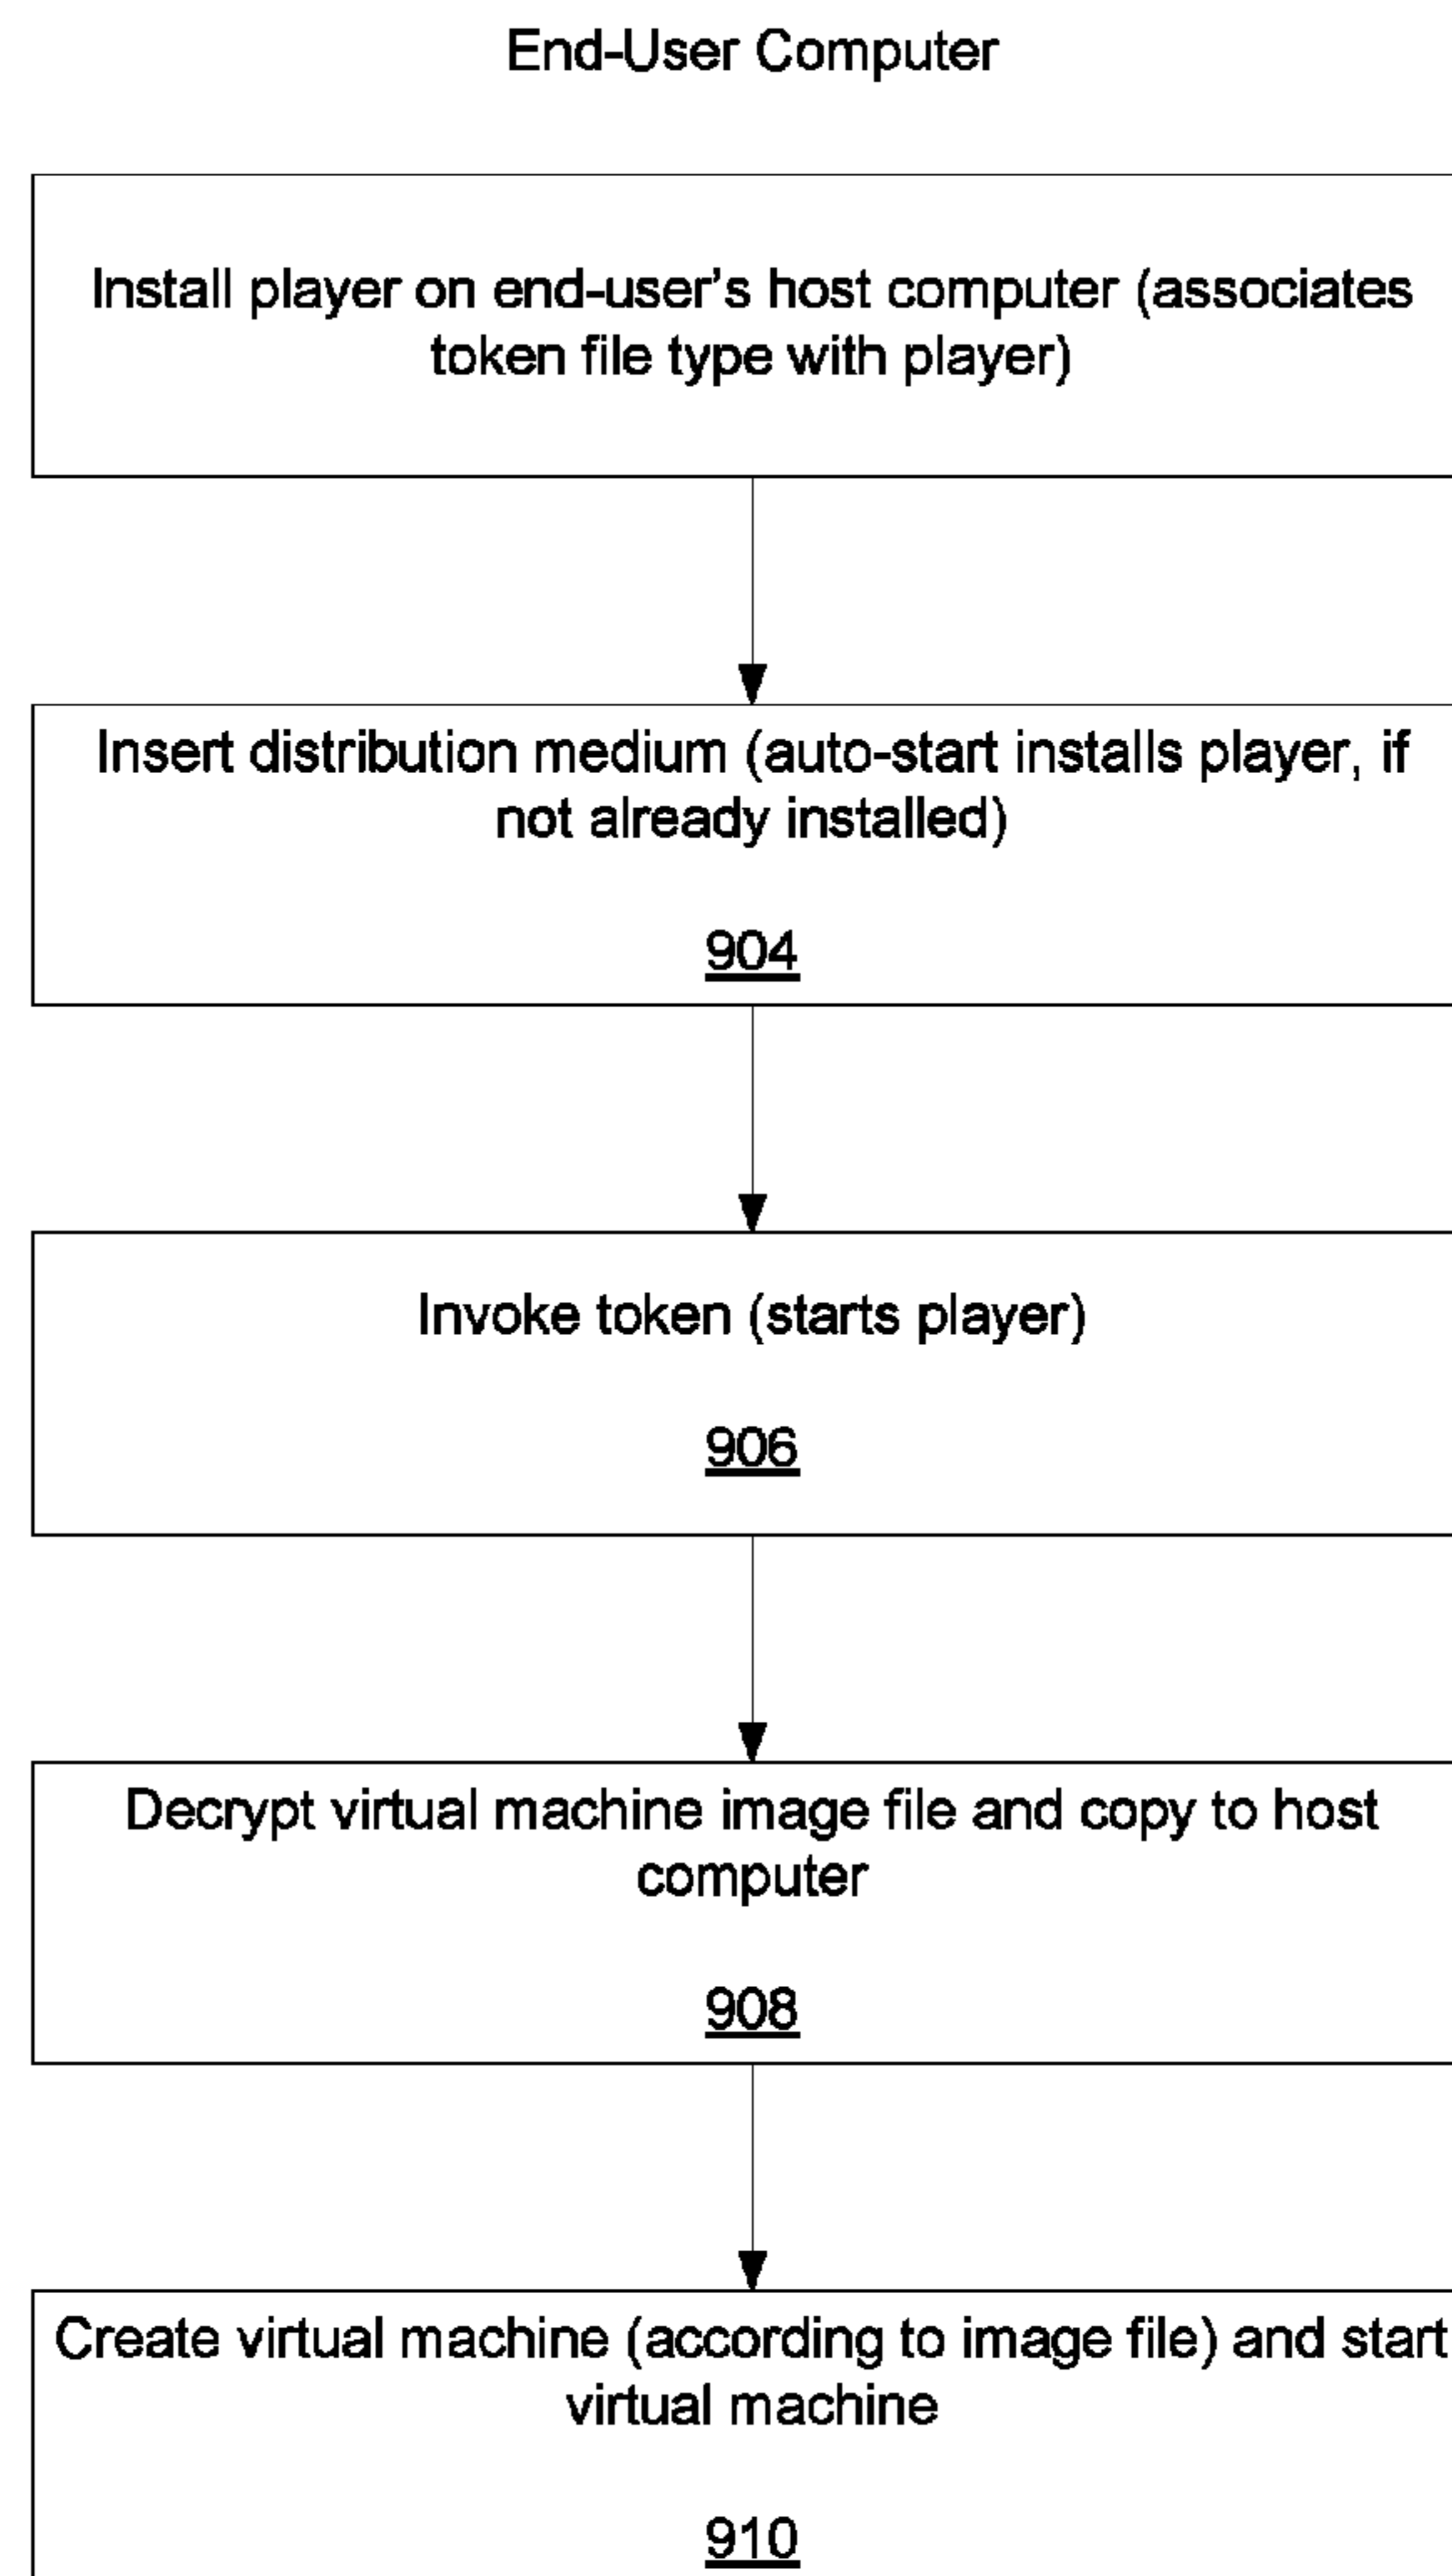 End-User Computer
Install player on end-user's host computer (associates
token file type with player)
Insert distribution medium (auto-start installs player, if
not already installed)
904
Invoke token (starts player)
906
Decrypt virtual machine image file and copy to host
computer
908
Create virtual machine (according to image file) and start
virtual machine
910